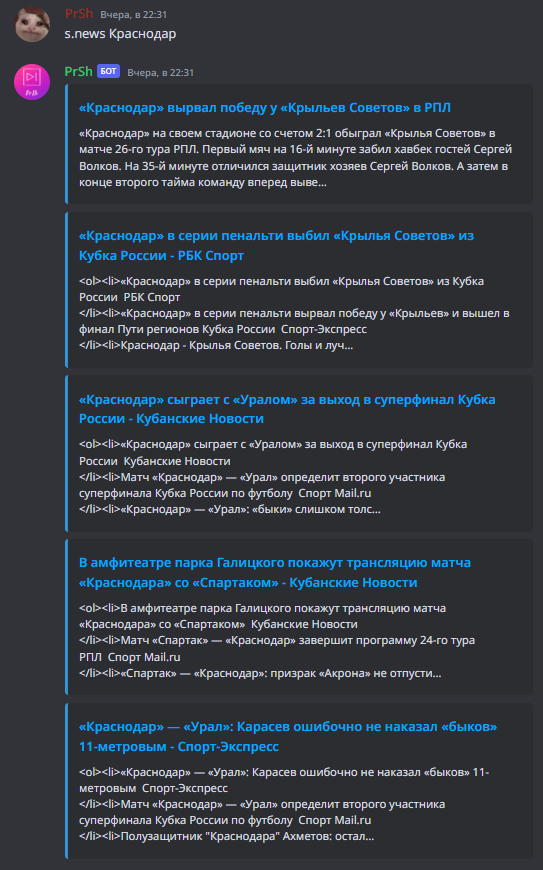 PrSh Вчера, в 22:31
s.news Краснодар
PrSh БОТ Вчера, в 22:31
«Краснодар» вырвал победу у «Крыльев Советов» в РПЛ
«Краснодар» на своем стадионе со счетом 2:1 обыграл «Крылья Советов» в
матче 26-го тура РПЛ. Первый мяч на 16-й минуте забил хавбек гостей Сергей
Волков. На 35-й минуте отличился защитник хозяев Сергей Волков. А затем в
конце второго тайма команду вперед выве...
«Краснодар» в серии пенальти выбил «Крылья Советов» из
Кубка России - РБК Спорт
<ol><li>«Краснодар» в серии пенальти выбил «Крылья Советов» из Кубка
России  РБК Спорт
</li><li>«Краснодар» в серии пенальти вырвал победу у «Крыльев» и вышел в
финал Пути регионов Кубка России  Спорт-Экспресс
</li><li>Краснодар - Крылья Советов. Голы и луч...
«Краснодар» сыграет с «Уралом» за выход в суперфинал Кубка
России - Кубанские Новости
<ol><li>«Краснодар» сыграет с «Уралом» за выход в суперфинал Кубка
России  Кубанские Новости
</li><li>Матч «Краснодар» — «Урал» определит второго участника
суперфинала Кубка России по футболу  Спорт Mail.ru
</li><li>«Краснодар» — «Урал»: «быки» слишком толс...
В амфитеатре парка Галицкого покажут трансляцию матча
«Краснодара» со «Спартаком» - Кубанские Новости
<ol><li>В амфитеатре парка Галицкого покажут трансляцию матча
«Краснодара» со «Спартаком»  Кубанские Новости
</li><li>Матч «Спартак» — «Краснодар» завершит программу 24-го тура
РПЛ  Спорт Mail.ru
</li><li>«Спартак» — «Краснодар»: призрак «Акрона» не отпусти...
«Краснодар» — «Урал»: Карасев ошибочно не наказал «быков»
11-метровым - Спорт-Экспресс
<ol><li>«Краснодар» — «Урал»: Карасев ошибочно не наказал «быков» 11-
метровым  Спорт-Экспресс
</li><li>Матч «Краснодар» — «Урал» определит второго участника
суперфинала Кубка России по футболу  Спорт Mail.ru
</li><li>Полузащитник "Краснодара" Ахметов: остал...